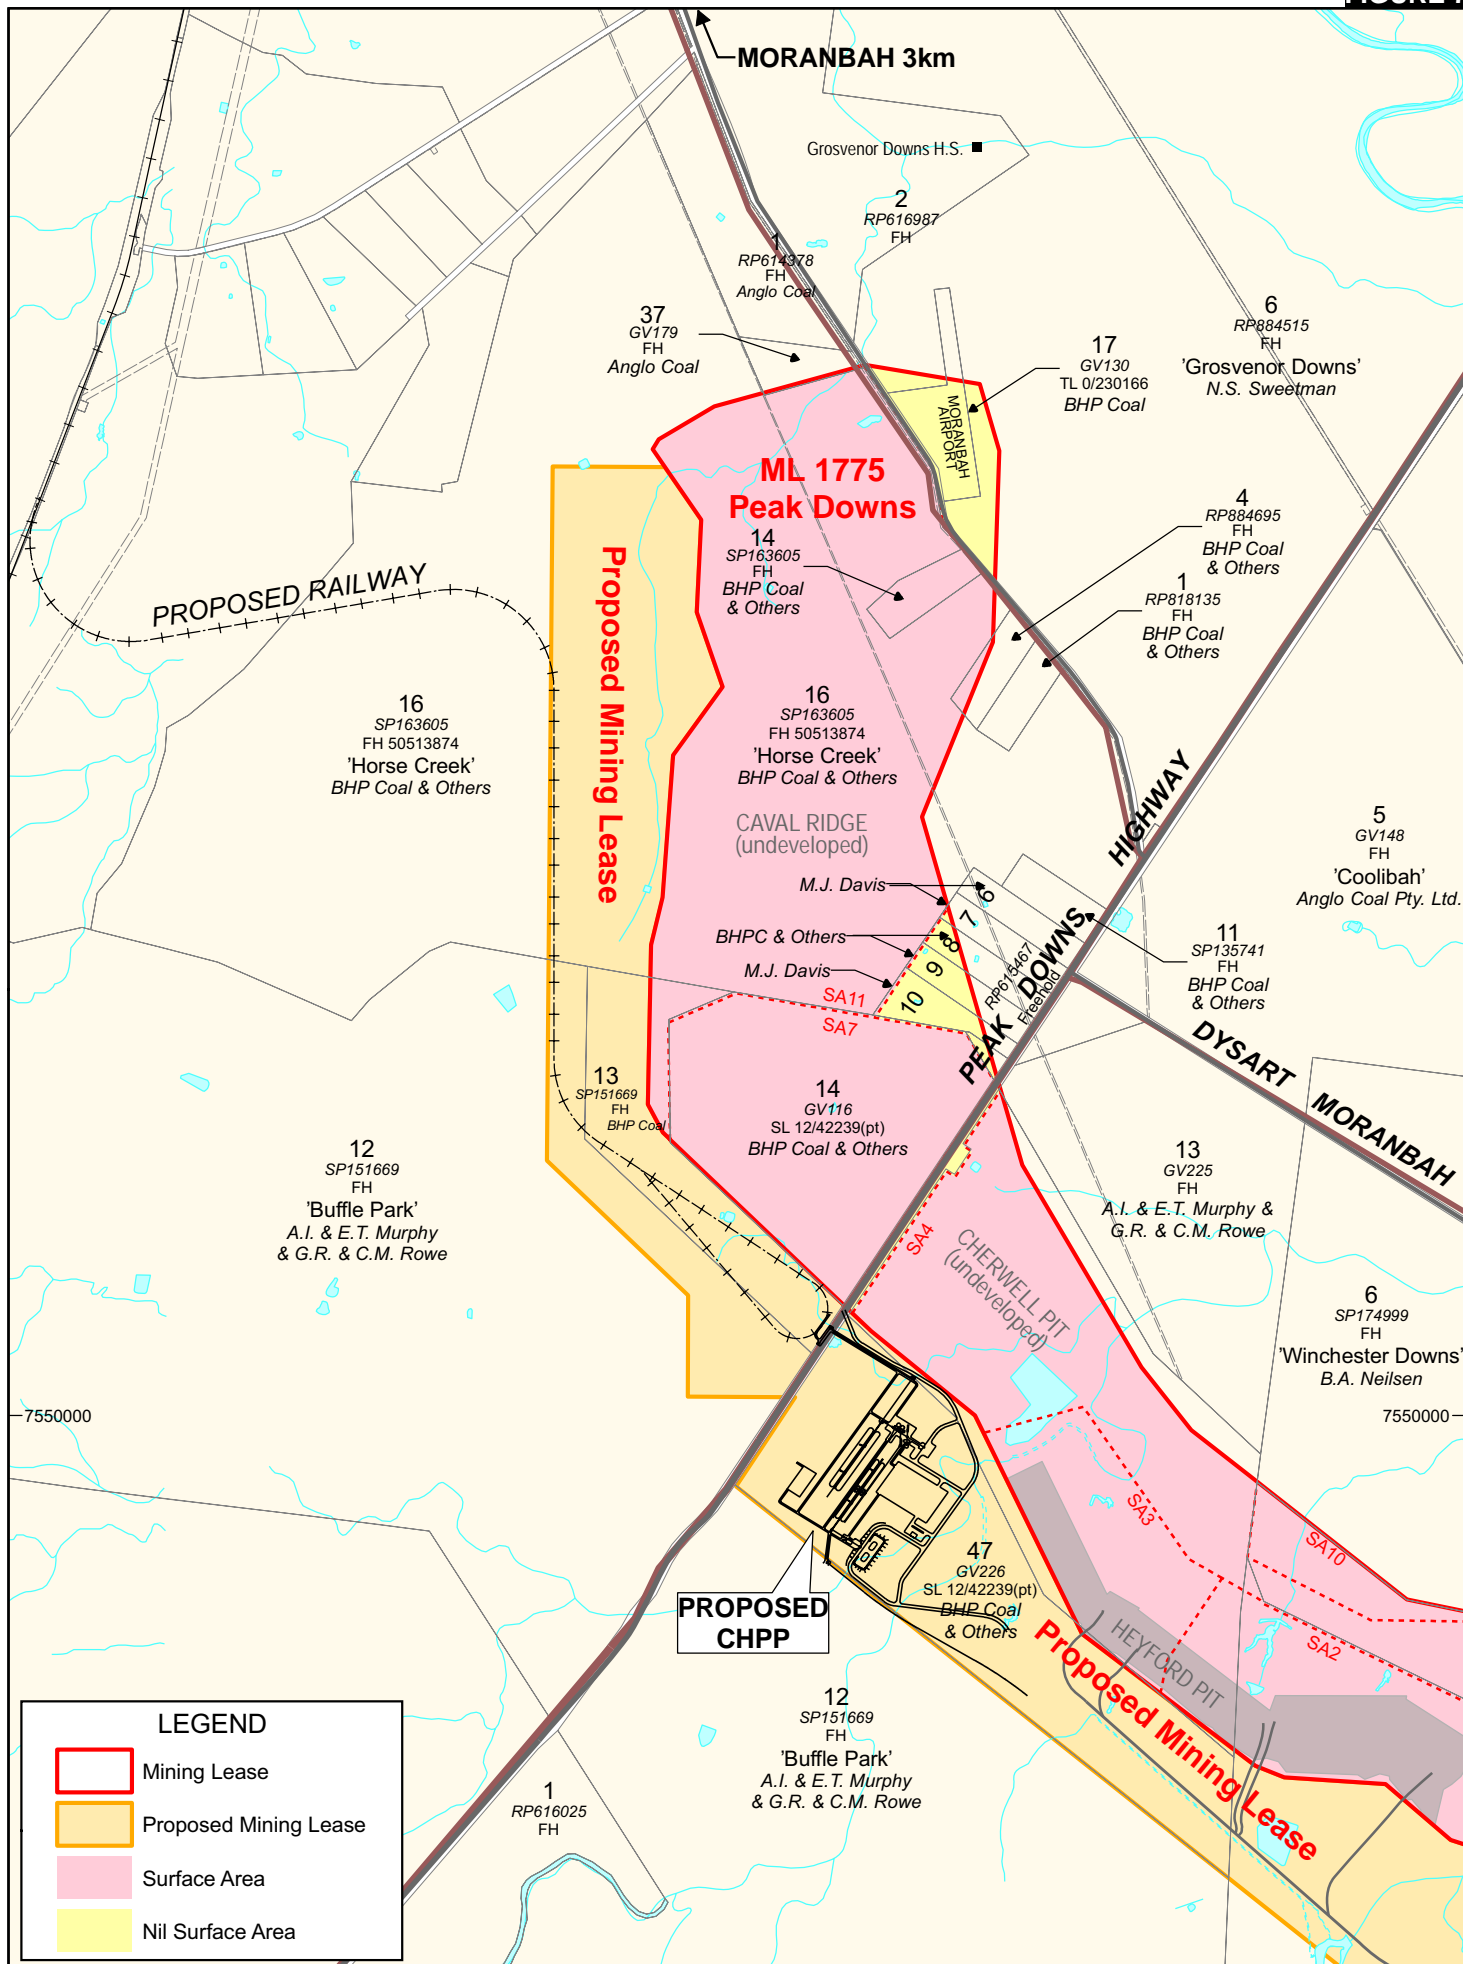 MORANBAH 3km
Grosvenor Downs H.S.
2
RP616987
FH
1
RP614378
FH
Anglo Coal
37
GV179
FH
Anglo Coal
6
RP884515
FH
'Grosvenor Downs'
N.S. Sweetman
17
GV130
TL 0/230166
BHP Coal
MORANBAH
AIRPORT
ML 1775
Peak Downs
14
SP163605
FH
BHP Coal
& Others
4
RP884695
FH
BHP Coal
& Others
1
RP818135
FH
BHP Coal
& Others
PROPOSED RAILWAY
Proposed Mining Lease
16
SP163605
FH 50513874
'Horse Creek'
BHP Coal & Others
16
SP163605
FH 50513874
'Horse Creek'
BHP Coal & Others
CAVAL RIDGE
(undeveloped)
5
GV148
FH
'Coolibah'
Anglo Coal Pty. Ltd.
M.J. Davis
BHPC & Others
M.J. Davis
6
7
8
9
10
RP615467
Freehold
PEAK DOWNS HIGHWAY
11
SP135741
FH
BHP Coal
& Others
SA11
SA7
DYSART MORANBAH
13
SP151669
FH
BHP Coal
14
GV116
SL 12/42239(pt)
BHP Coal & Others
12
SP151669
FH
'Buffle Park'
A.I. & E.T. Murphy
& G.R. & C.M. Rowe
13
GV225
FH
A.I. & E.T. Murphy &
G.R. & C.M. Rowe
SA4
CHERWELL PIT
(undeveloped)
6
SP174999
FH
'Winchester Downs'
B.A. Neilsen
7550000
7550000
SA3
SA10
SA2
47
GV226
SL 12/42239(pt)
BHP Coal
& Others
PROPOSED
CHPP
HEYFORD PIT
Proposed Mining Lease
12
SP151669
FH
'Buffle Park'
A.I. & E.T. Murphy
& G.R. & C.M. Rowe
1
RP616025
FH
LEGEND
Mining Lease
Proposed Mining Lease
Surface Area
Nil Surface Area